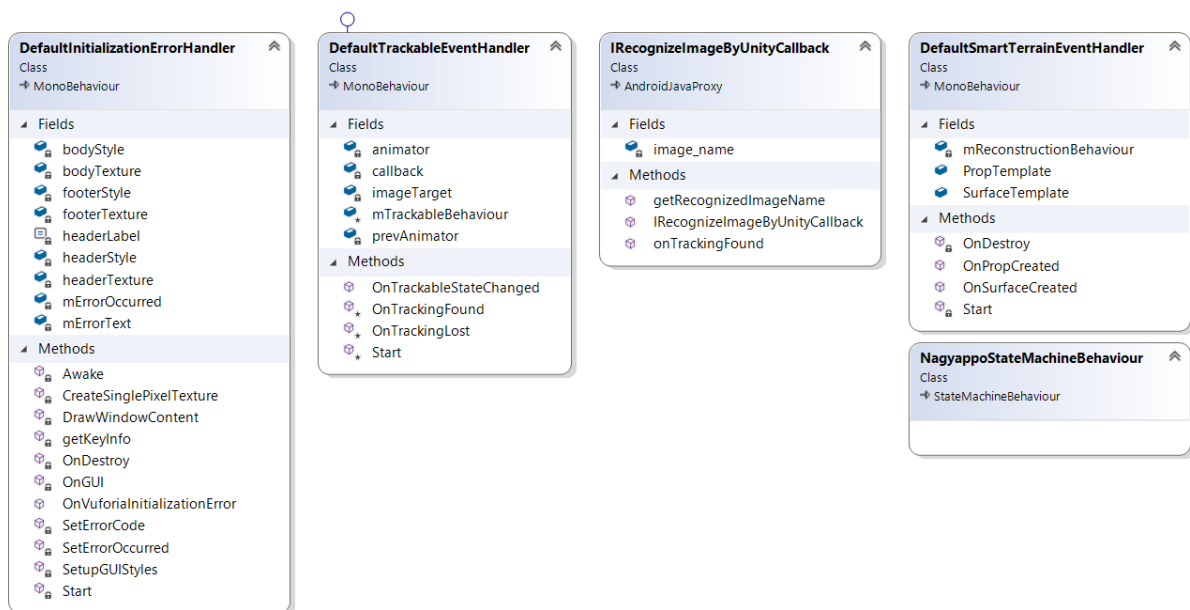 DefaultInitializationErrorHandler
Class
MonoBehaviour
Fields
bodyStyle
bodyTexture
footerStyle
footerTexture
headerLabel
headerStyle
headerTexture
mErrorOccurred
mErrorText
Methods
Awake
CreateSinglePixelTexture
DrawWindowContent
getKeyInfo
OnDestroy
OnGUI
OnVuforiaInitializationError
SetErrorCode
SetErrorOccurred
SetupGUIStyles
Start
DefaultTrackableEventHandler
Class
MonoBehaviour
Fields
animator
callback
imageTarget
mTrackableBehaviour
prevAnimator
Methods
OnTrackableStateChanged
OnTrackingFound
OnTrackingLost
Start
IRecognizeImageByUnityCallback
Class
AndroidJavaProxy
Fields
image_name
Methods
getRecognizedImageName
IRecognizeImageByUnityCallback
onTrackingFound
DefaultSmartTerrainEventHandler
Class
MonoBehaviour
Fields
mReconstructionBehaviour
PropTemplate
SurfaceTemplate
Methods
OnDestroy
OnPropCreated
OnSurfaceCreated
Start
NagyappoStateMachineBehaviour
Class
StateMachineBehaviour